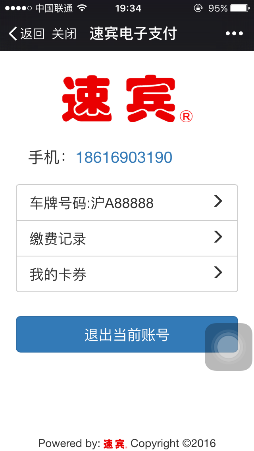 中国联通 19:34 95%
返回 关闭 速宾电子支付
速宾®
手机：18616903190
车牌号码:沪A88888
缴费记录
我的卡券
退出当前账号
Powered by: 速宾. Copyright ©2016